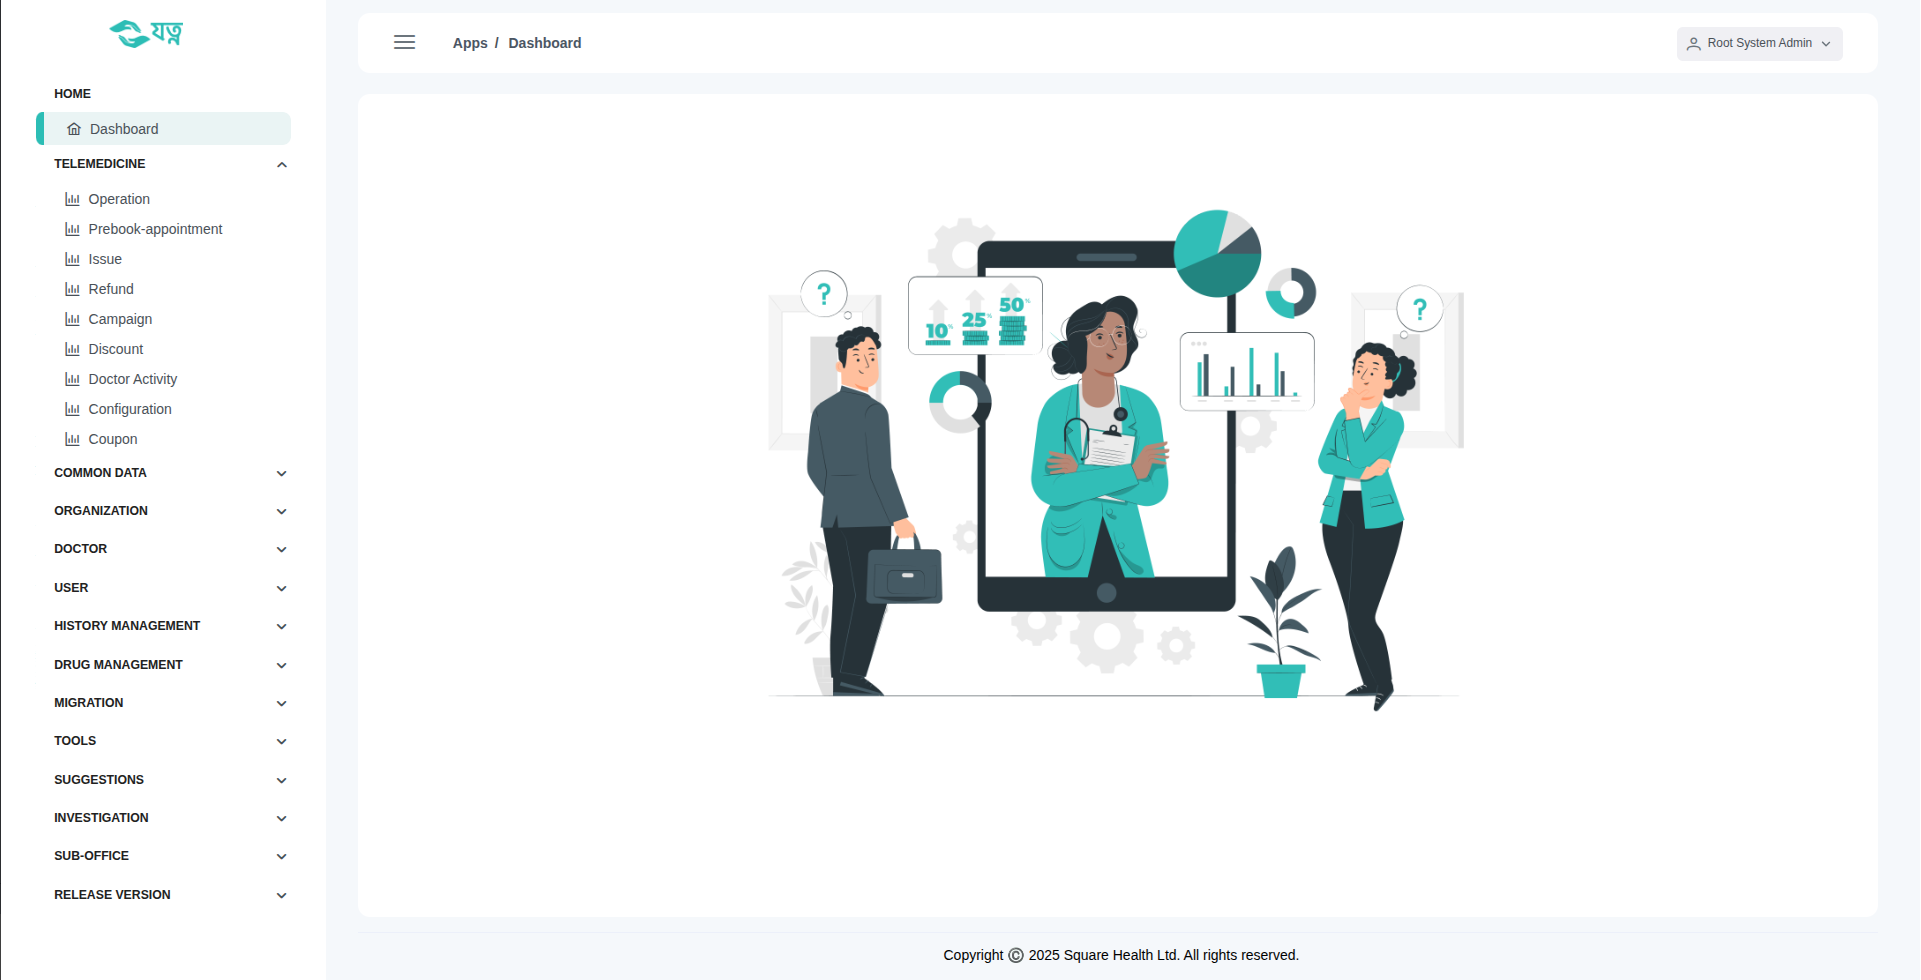 যত্ন
HOME
Dashboard
TELEMEDICINE
Operation
Prebook-appointment
Issue
Refund
Campaign
Discount
Doctor Activity
Configuration
Coupon
COMMON DATA
ORGANIZATION
DOCTOR
USER
HISTORY MANAGEMENT
DRUG MANAGEMENT
MIGRATION
TOOLS
SUGGESTIONS
INVESTIGATION
SUB-OFFICE
RELEASE VERSION
Apps / Dashboard
Root System Admin
?
10%
25%
50%
?
Copyright © 2025 Square Health Ltd. All rights reserved.